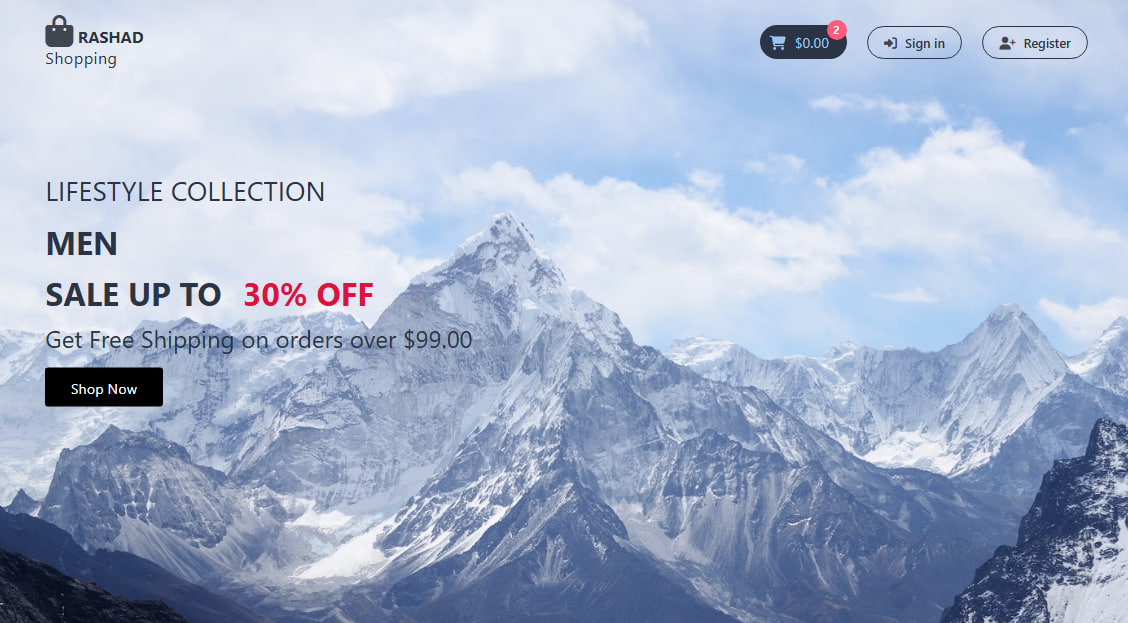 RASHAD
Shopping
$0.00
2
Sign in
Register
LIFESTYLE COLLECTION
MEN
SALE UP TO 30% OFF
Get Free Shipping on orders over $99.00
Shop Now